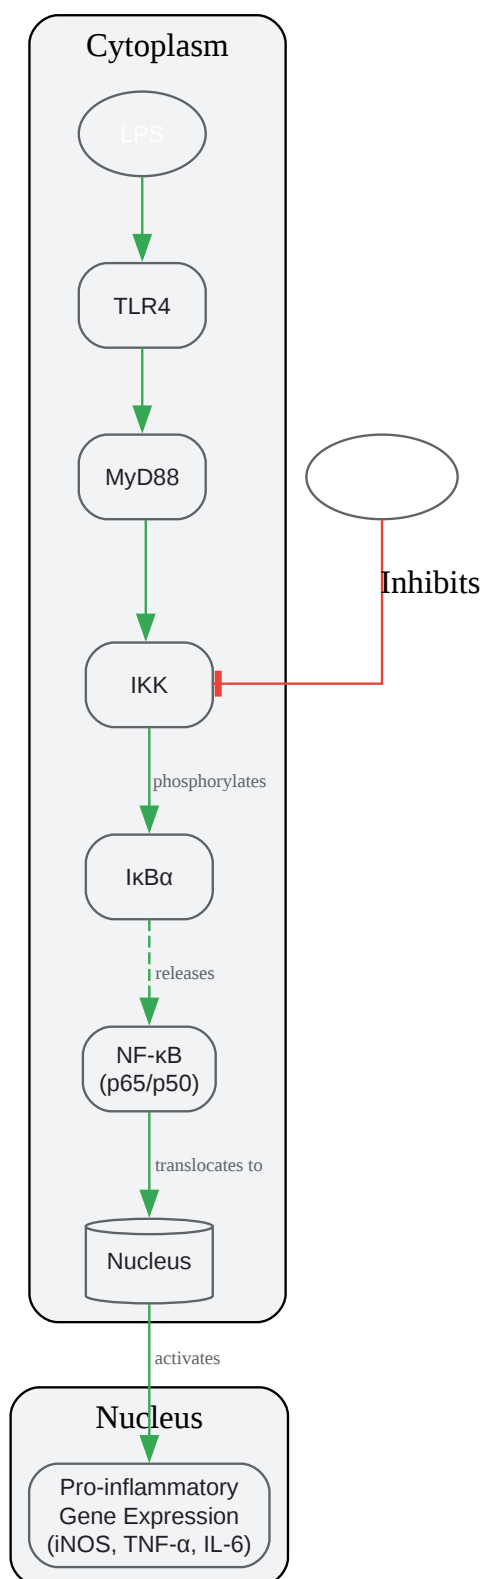 Cytoplasm
LPS
TLR4
MyD88
Inhibits
IKK
phosphorylates
IκBα
releases
NF-κB
(p65/p50)
translocates to
Nucleus
activates
Nucleus
Pro-inflammatory
Gene Expression
(iNOS, TNF-α, IL-6)